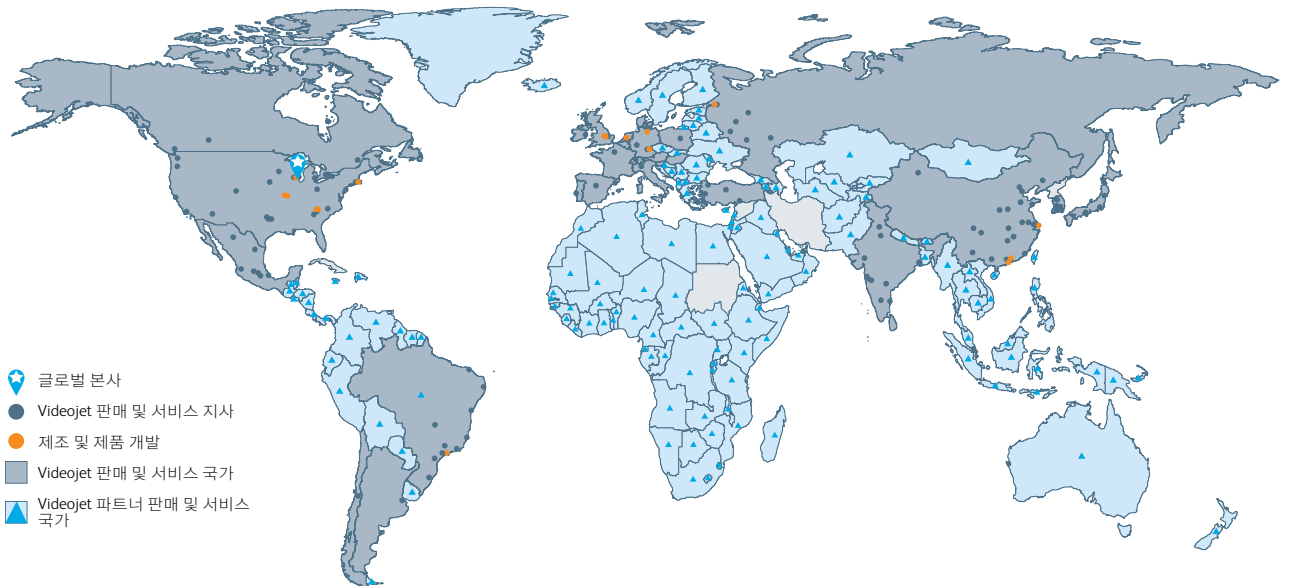 글로벌 본사
Videojet 판매 및 서비스 지사
제조 및 제품 개발
Videojet 판매 및 서비스 국가
Videojet 파트너 판매 및 서비스
국가